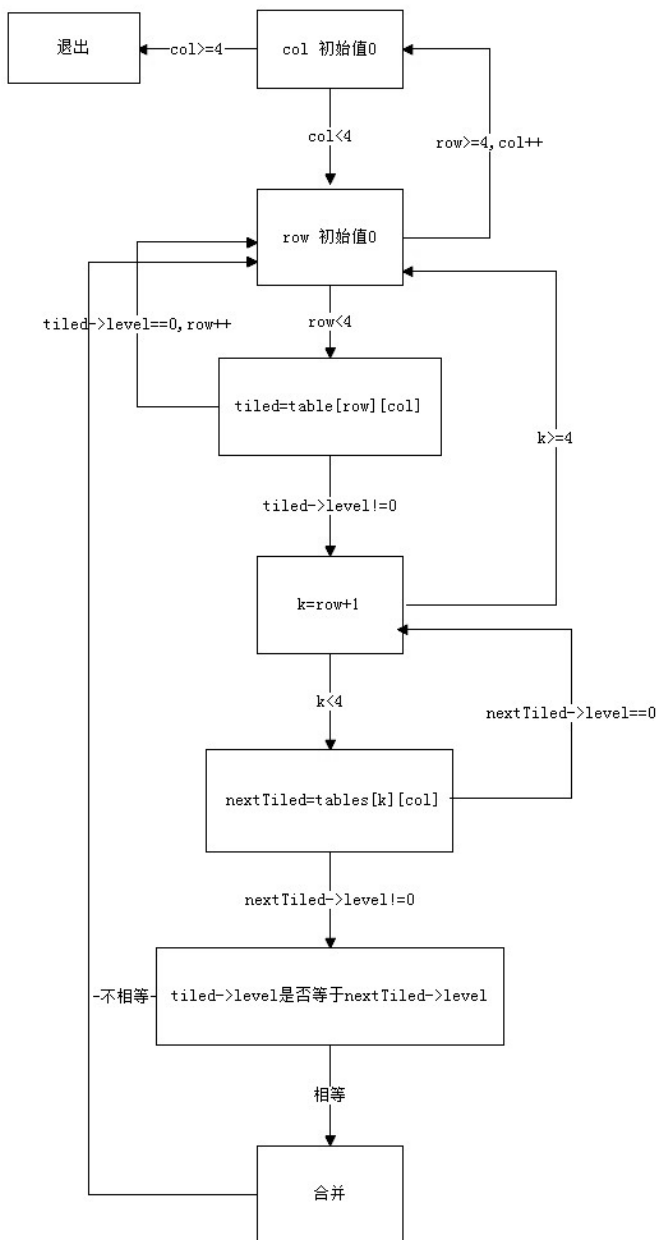 退出
col>=4
col 初始值0
col<4
row>=4,col++
row 初始值0
tiled->level==0,row++
row<4
tiled=table[row][col]
k>=4
tiled->level!=0
k=row+1
k<4
nextTiled->level==0
nextTiled=tables[k][col]
nextTiled->level!=0
不相等
tiled->level是否等于nextTiled->level
相等
合并